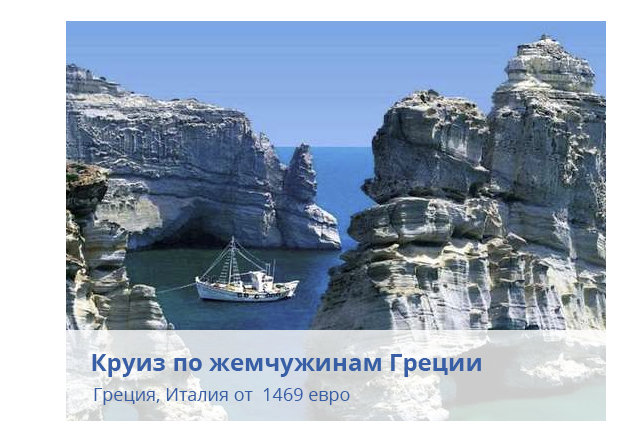 Круиз по жемчужинам Греции
Греция, Италия от 1469 евро